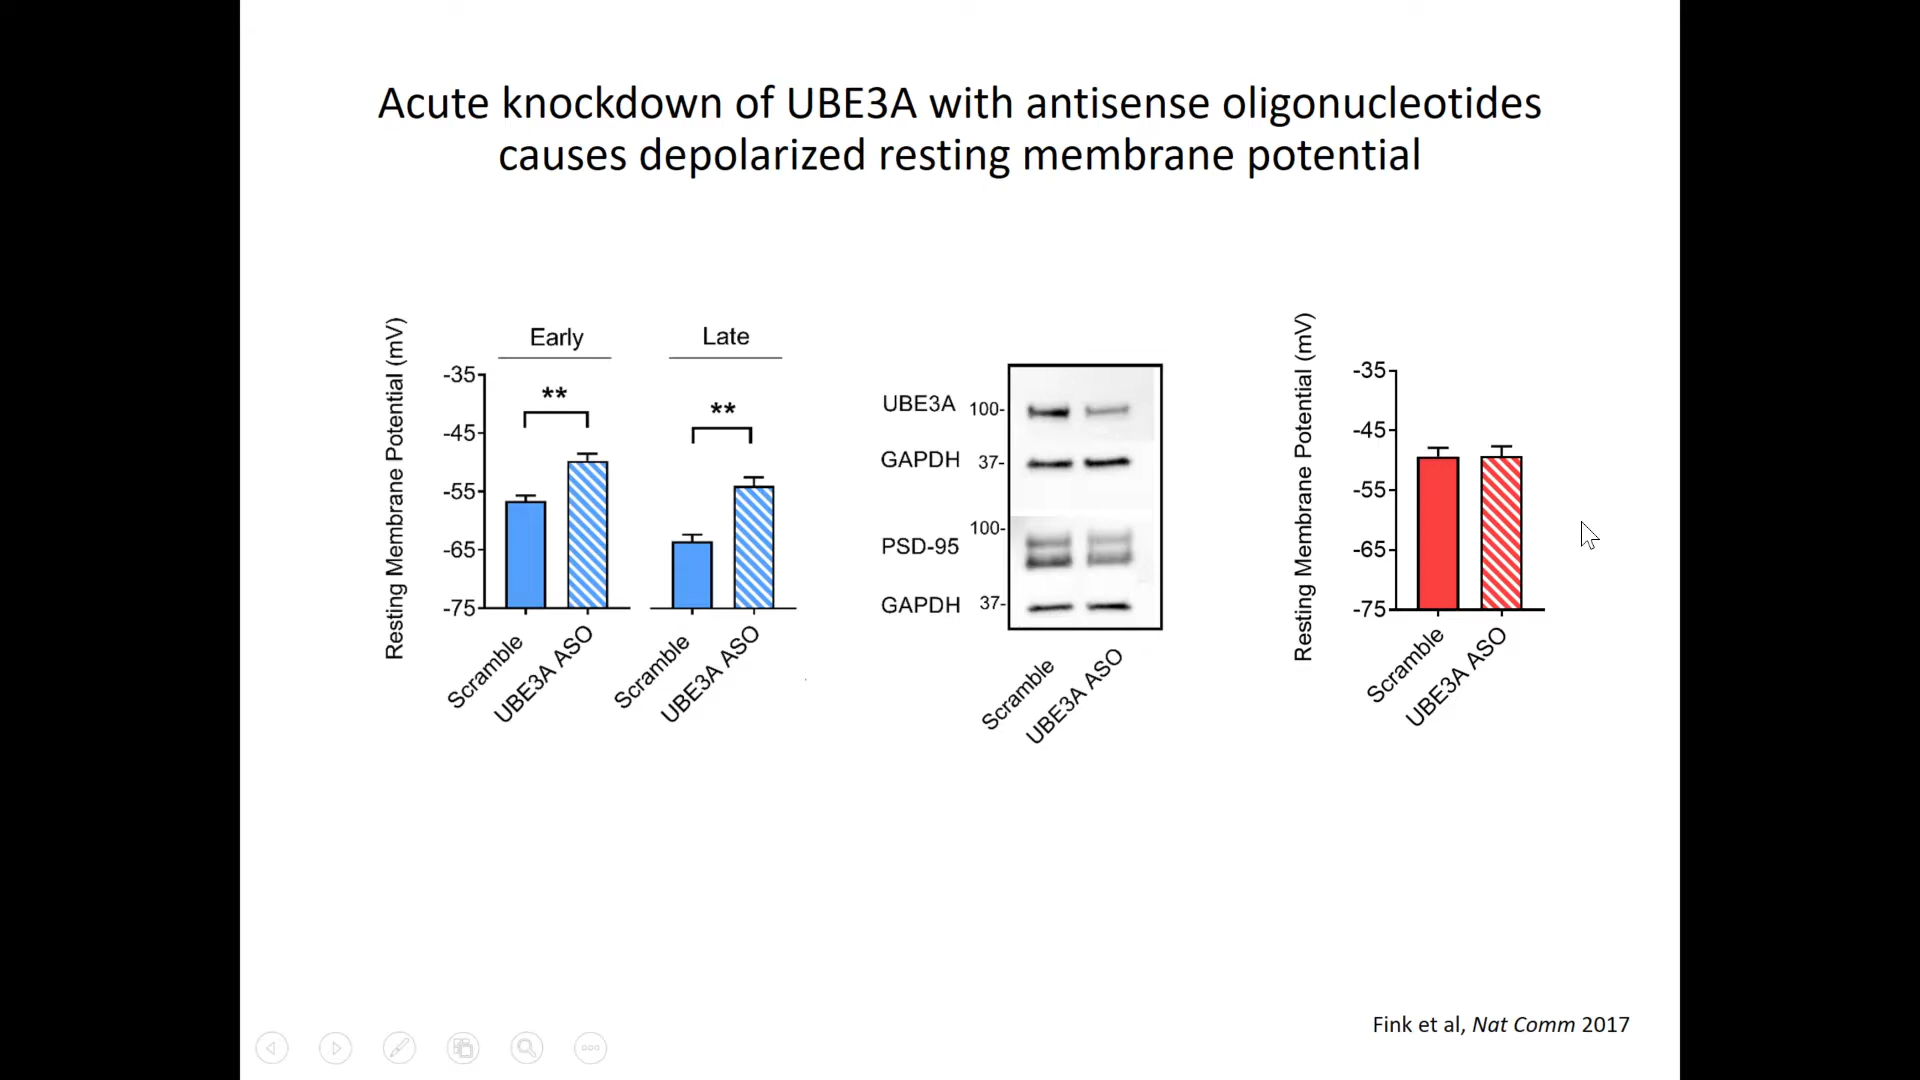 Acute knockdown of UBE3A with antisense oligonucleotides
causes depolarized resting membrane potential
Resting Membrane Potential (mV)
Early
Late
-35
-45
-55
-65
-75
**
**
Scramble
UBE3A ASO
Scramble
UBE3A ASO
UBE3A 100-
GAPDH 37-
100-
PSD-95
GAPDH 37-
Scramble
UBE3A ASO
Resting Membrane Potential (mV)
-35
-45
-55
-65
-75
Scramble
UBE3A ASO
Fink et al, Nat Comm 2017